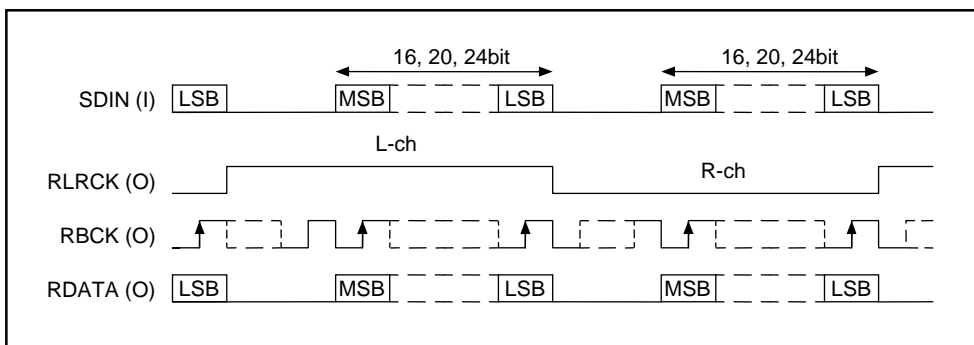 16, 20, 24bit 16, 20, 24bit
SDIN (I) LSB MSB LSB MSB LSB
L-ch
RLRCK (O) R-ch
RBCK (O)
RDATA (O) LSB MSB LSB MSB LSB